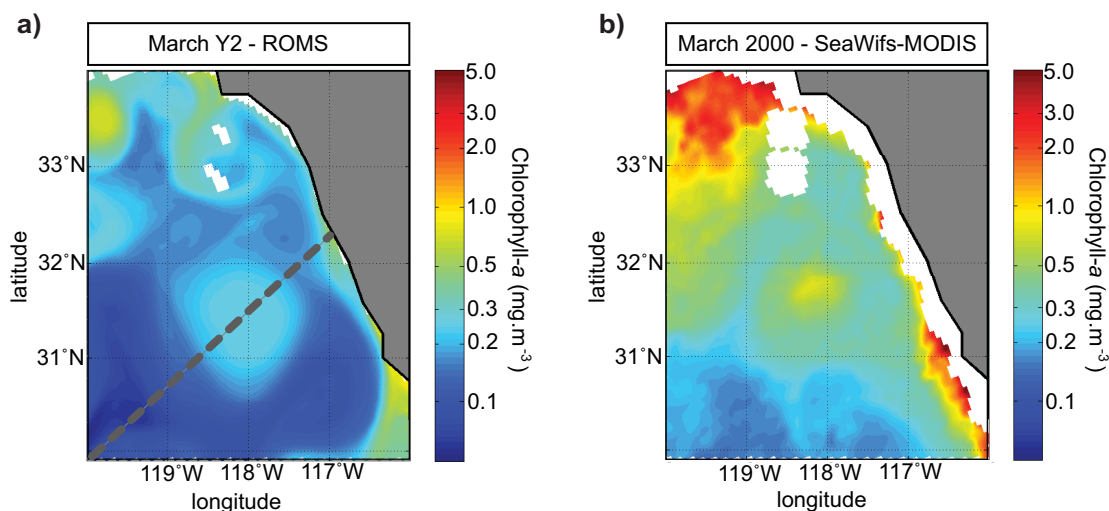 a)
March Y2 - ROMS
latitude
33˚N
32˚N
31˚N
119˚W
118˚W
117˚W
longitude
5.0
3.0
2.0
1.0
0.5
0.3
0.2
0.1
Chlorophyll-a (mg.m-3)
b)
March 2000 - SeaWifs-MODIS
latitude
33˚N
32˚N
31˚N
119˚W
118˚W
117˚W
longitude
5.0
3.0
2.0
1.0
0.5
0.3
0.2
0.1
Chlorophyll-a (mg.m-3)